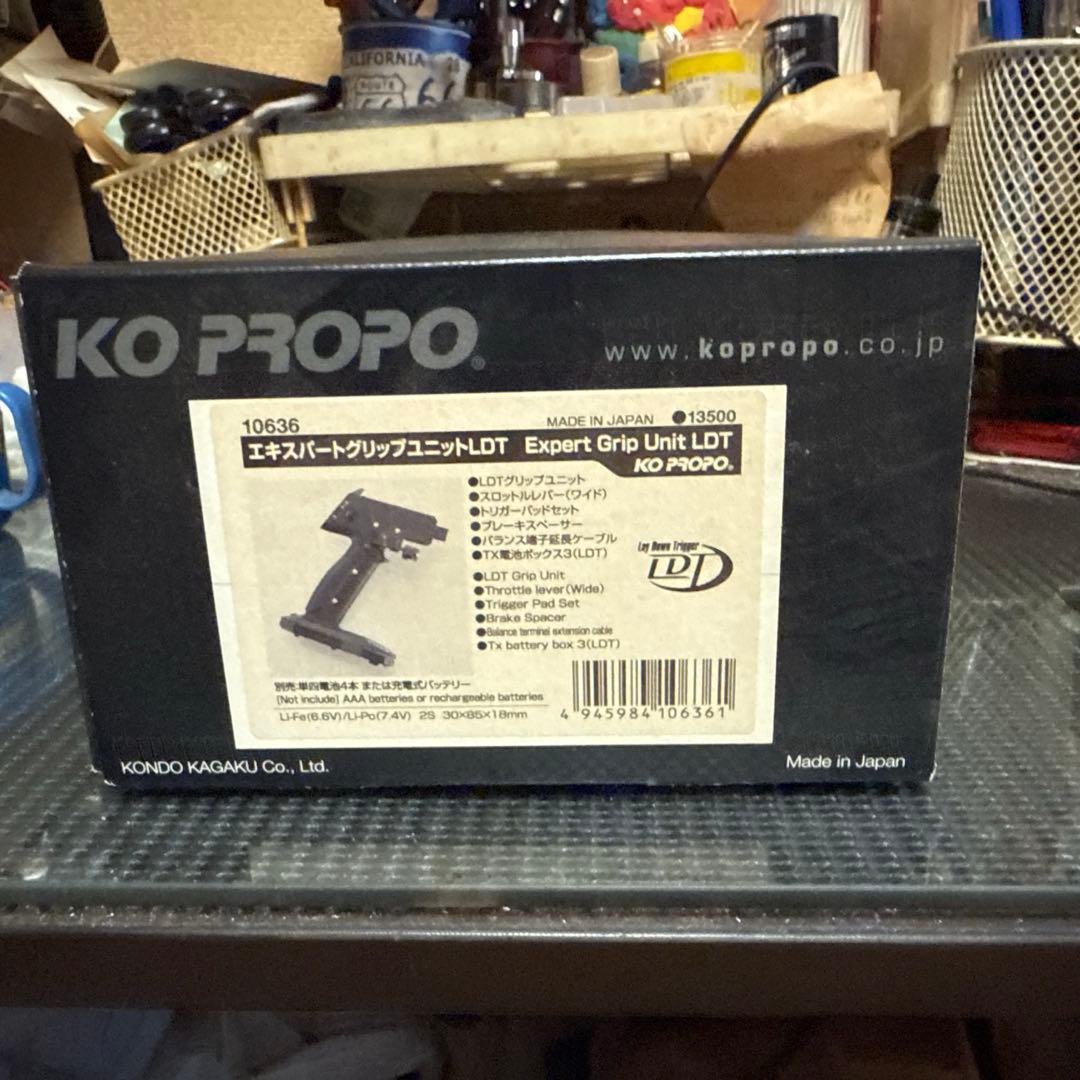 CALIFORNIA
66
KO PROPO®
www.kopropo.co.jp
10636
MADE IN JAPAN ●13500
エキスパートグリップユニットLDT Expert Grip Unit LDT
KO PROPO®
●LDTグリップユニット
●スロットルレバー(ワイド)
●トリガーパッドセット
●ブレーキスペーサー
●バランス端子延長ケーブル
●TX電池ボックス3(LDT)
Lay Down Trigger
LDT
●LDT Grip Unit
●Throttle lever(Wide)
●Trigger Pad Set
●Brake Spacer
●Balance terminal extension cable
●Tx battery box 3(LDT)
別売:単四電池4本 または充電式バッテリー
[Not include] AAA batteries or rechargeable batteries
Li-Fe(6.6V)/Li-Po(7.4V) 2S 30×85×18mm
4 945984 106361
KONDO KAGAKU Co., Ltd.
Made in Japan